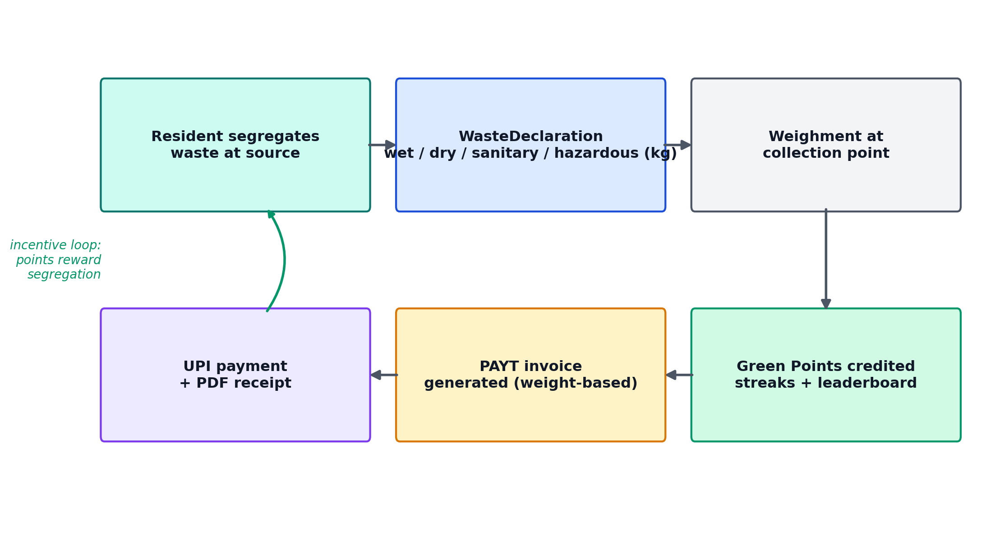 Resident segregates
waste at source
WasteDeclaration
wet / dry / sanitary / hazardous (kg)
Weighment at
collection point
incentive loop:
points reward
segregation
UPI payment
+ PDF receipt
PAYT invoice
generated (weight-based)
Green Points credited
streaks + leaderboard